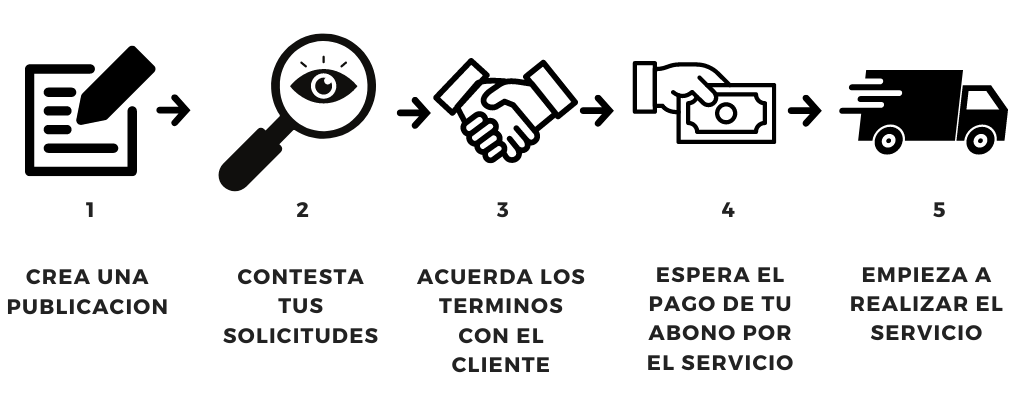 1
CREA UNA
PUBLICACION
2
CONTESTA
TUS
SOLICITUDES
3
ACUERDA LOS
TERMINOS
CON EL
CLIENTE
4
ESPERA EL
PAGO DE TU
ABONO POR
EL SERVICIO
5
EMPIEZA A
REALIZAR EL
SERVICIO